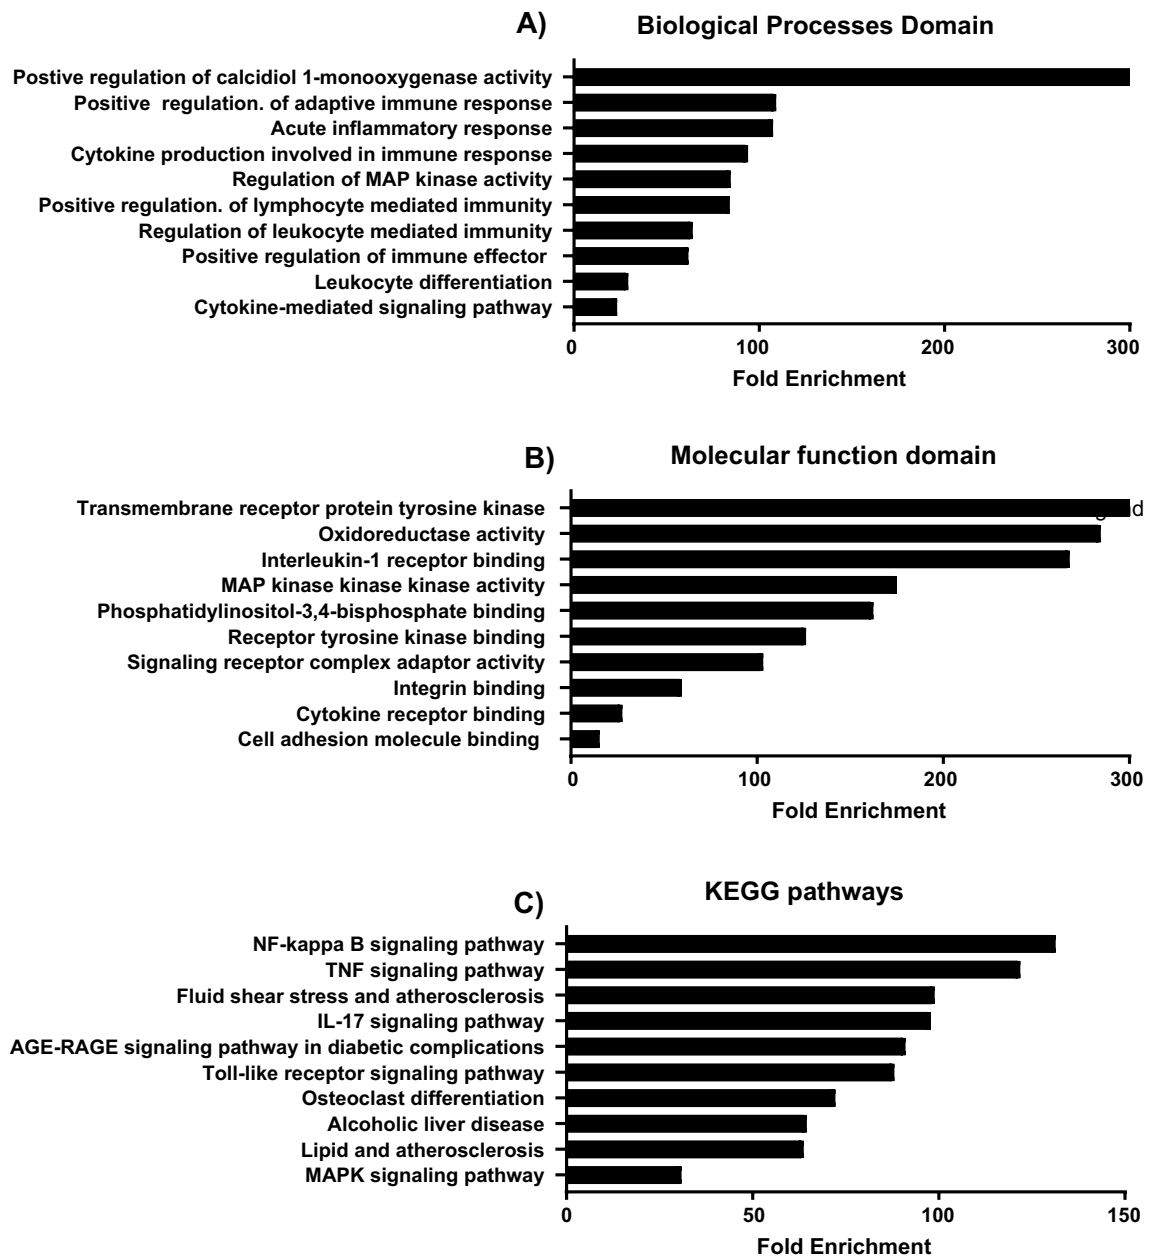 A) Biological Processes Domain
Postive regulation of calcidiol 1-monooxygenase activity
Positive  regulation. of adaptive immune response
Acute inflammatory response
Cytokine production involved in immune response
Regulation of MAP kinase activity
Positive regulation. of lymphocyte mediated immunity
Regulation of leukocyte mediated immunity
Positive regulation of immune effector
Leukocyte differentiation
Cytokine-mediated signaling pathway
0 100 200 300
Fold Enrichment
B) Molecular function domain
Transmembrane receptor protein tyrosine kinase
Oxidoreductase activity
Interleukin-1 receptor binding
MAP kinase kinase kinase activity
Phosphatidylinositol-3,4-bisphosphate binding
Receptor tyrosine kinase binding
Signaling receptor complex adaptor activity
Integrin binding
Cytokine receptor binding
Cell adhesion molecule binding
0 100 200 300
Fold Enrichment
C) KEGG pathways
NF-kappa B signaling pathway
TNF signaling pathway
Fluid shear stress and atherosclerosis
IL-17 signaling pathway
AGE-RAGE signaling pathway in diabetic complications
Toll-like receptor signaling pathway
Osteoclast differentiation
Alcoholic liver disease
Lipid and atherosclerosis
MAPK signaling pathway
0 50 100 150
Fold Enrichment